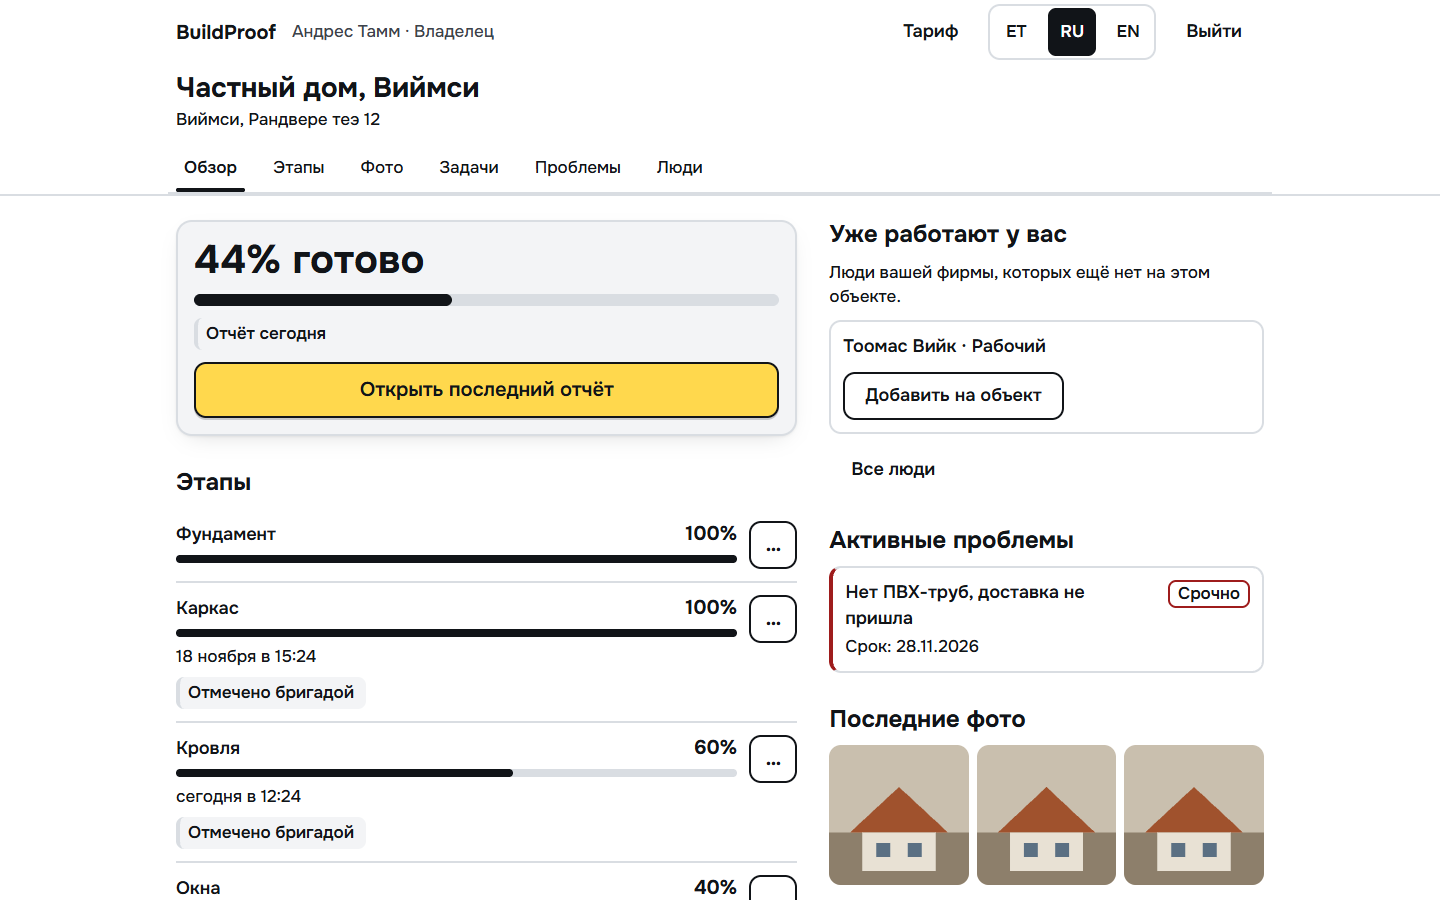 BuildProof Андрес Тамм · Владелец
Тариф ET RU EN Выйти
Частный дом, Виймси
Виймси, Рандвере теэ 12
Обзор Этапы Фото Задачи Проблемы Люди
44% готово
Отчёт сегодня
Открыть последний отчёт
Этапы
Фундамент 100% ...
Каркас 100% ...
18 ноября в 15:24
Отмечено бригадой
Кровля 60% ...
сегодня в 12:24
Отмечено бригадой
Окна 40%
Уже работают у вас
Люди вашей фирмы, которых ещё нет на этом
объекте.
Тоомас Вийк · Рабочий
Добавить на объект
Все люди
Активные проблемы
Нет ПВХ-труб, доставка не
пришла
Срочно
Срок: 28.11.2026
Последние фото